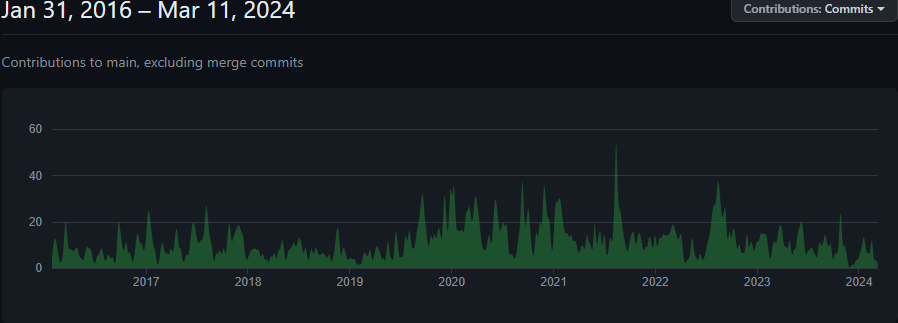 Jan 31, 2016 – Mar 11, 2024
Contributions: Commits
Contributions to main, excluding merge commits
60
40
20
0
2017 2018 2019 2020 2021 2022 2023 2024